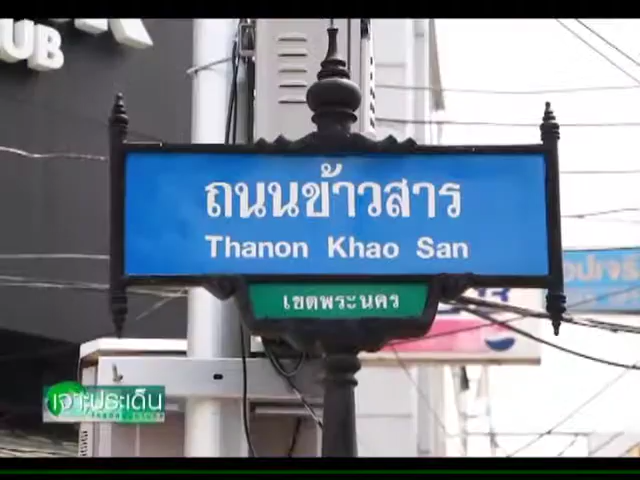 UB
ถนนข้าวสาร
Thanon Khao San
เขตพระนคร
เจาะประเด็น